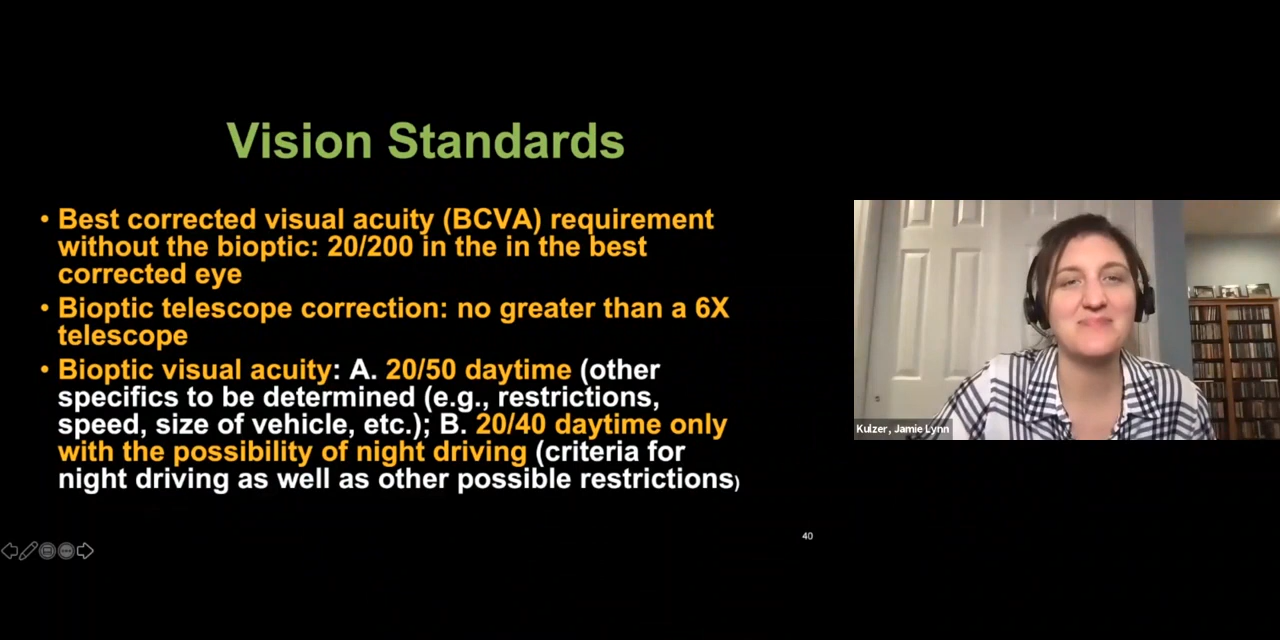 Vision Standards
• Best corrected visual acuity (BCVA) requirement
without the bioptic: 20/200 in the in the best
corrected eye
• Bioptic telescope correction: no greater than a 6X
telescope
• Bioptic visual acuity: A. 20/50 daytime (other
specifics to be determined (e.g., restrictions,
speed, size of vehicle, etc.); B. 20/40 daytime only
with the possibility of night driving (criteria for
night driving as well as other possible restrictions)
Kulzer, Jamie Lynn
40